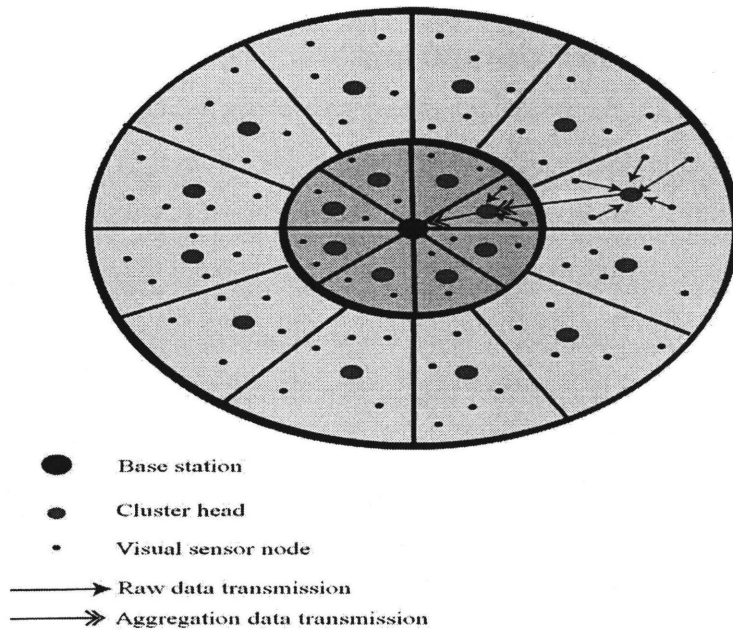 Base station
Cluster head
Visual sensor node
Raw data transmission
Aggregation data transmission